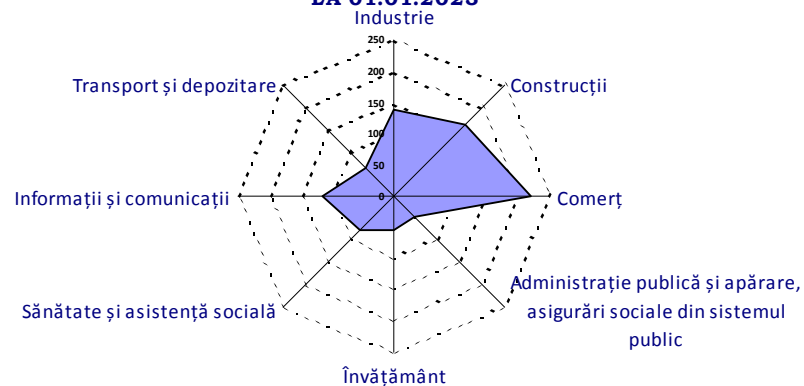 Industrie
250
200
150
100
50
0
Transport și depozitare
Construcții
Informații și comunicații
Comerț
Sănătate și asistență socială
Administrație publică și apărare,
asigurări sociale din sistemul
public
Învățământ